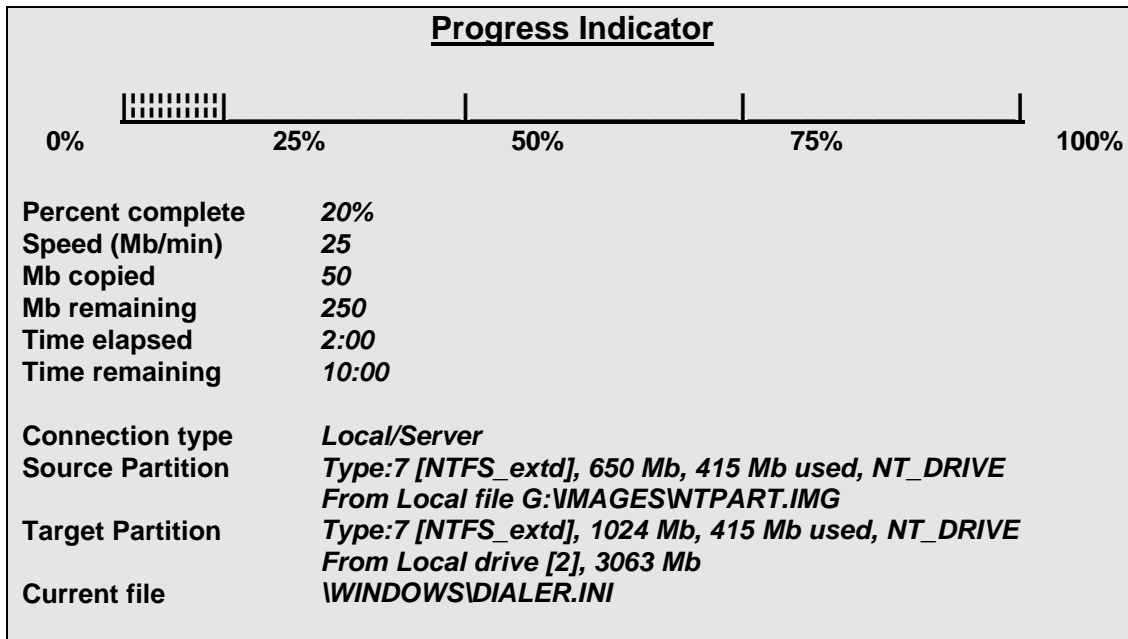 Progress Indicator
0% 25% 50% 75% 100%
Percent complete 20%
Speed (Mb/min) 25
Mb copied 50
Mb remaining 250
Time elapsed 2:00
Time remaining 10:00
Connection type Local/Server
Source Partition Type:7 [NTFS_extd], 650 Mb, 415 Mb used, NT_DRIVE
From Local file G:\IMAGES\NTPART.IMG
Target Partition Type:7 [NTFS_extd], 1024 Mb, 415 Mb used, NT_DRIVE
From Local drive [2], 3063 Mb
Current file \WINDOWS\DIALER.INI